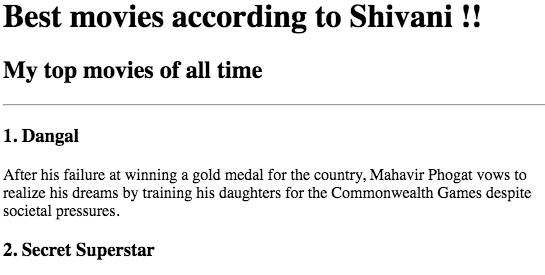 Best movies according to Shivani !!
My top movies of all time
1. Dangal
After his failure at winning a gold medal for the country, Mahavir Phogat vows to
realize his dreams by training his daughters for the Commonwealth Games despite
societal pressures.
2. Secret Superstar